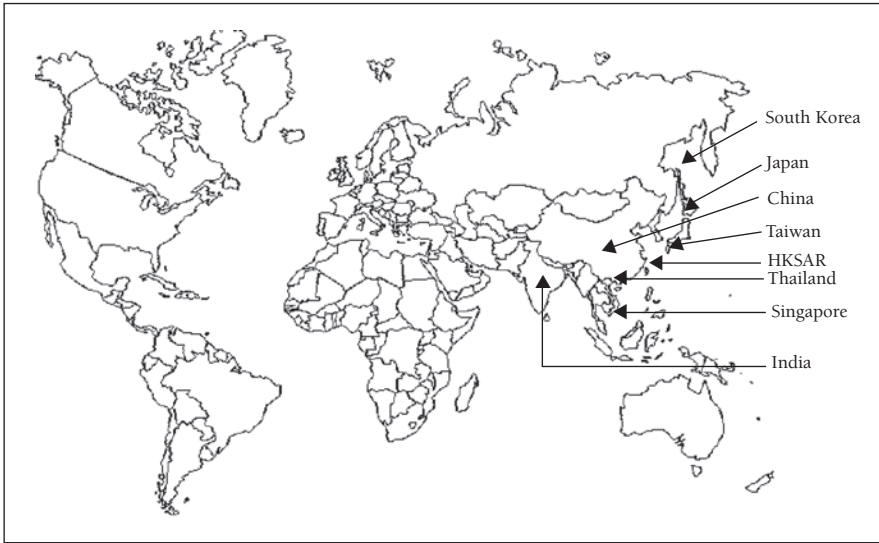 South Korea
Japan
China
Taiwan
HKSAR
Thailand
Singapore
India